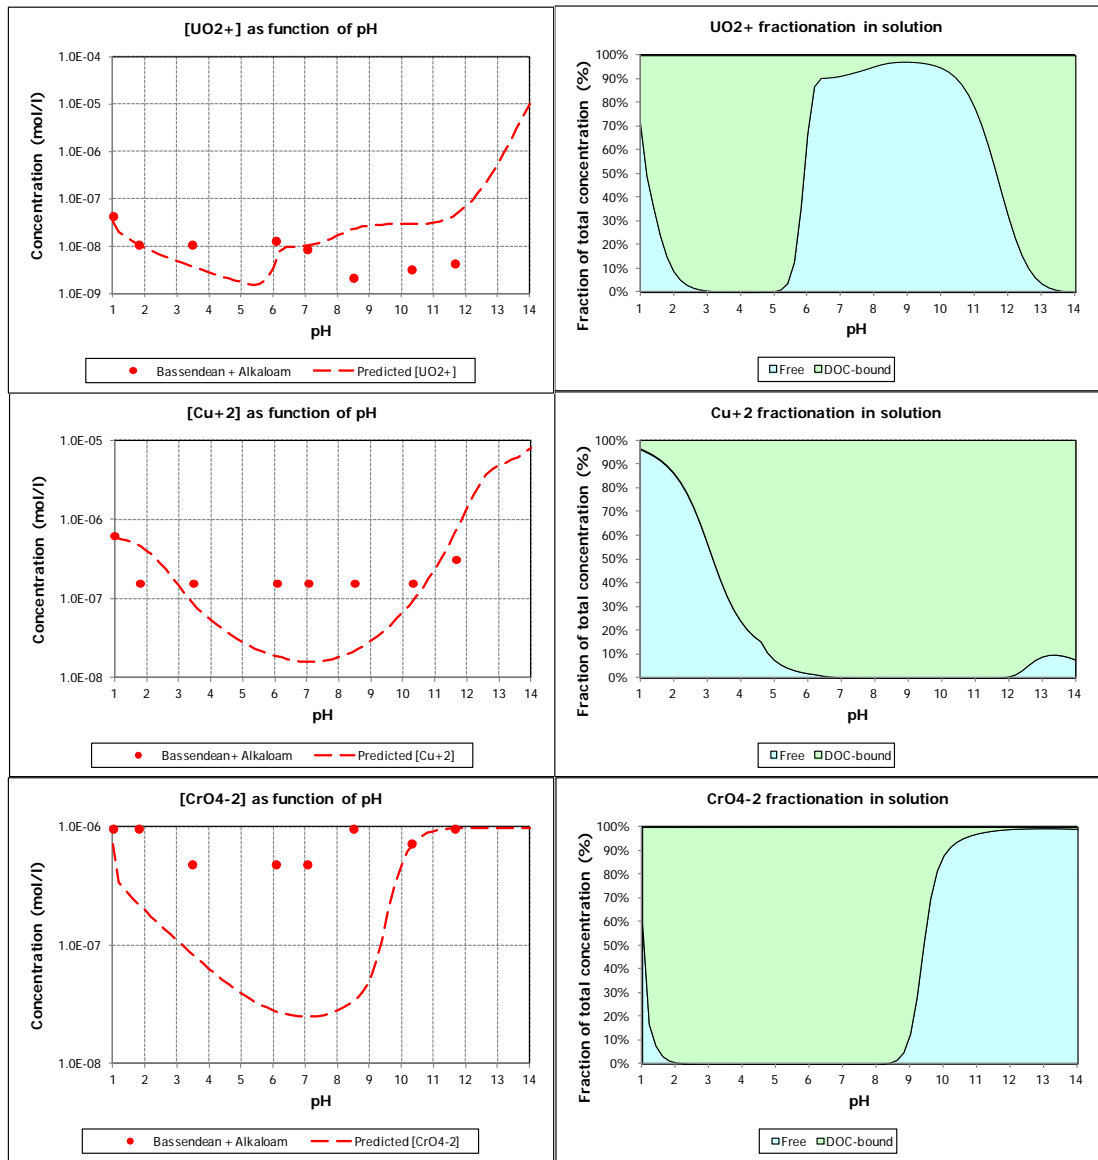 [UO2+] as function of pH
Concentration (mol/l)
1.0E-04
1.0E-05
1.0E-06
1.0E-07
1.0E-08
1.0E-09
1 2 3 4 5 6 7 8 9 10 11 12 13 14
pH
Bassendean + Alkaloam Predicted [UO2+]
UO2+ fractionation in solution
Fraction of total concentration (%)
100%
90%
80%
70%
60%
50%
40%
30%
20%
10%
0%
1 2 3 4 5 6 7 8 9 10 11 12 13 14
pH
Free DOC-bound
[Cu+2] as function of pH
Concentration (mol/l)
1.0E-05
1.0E-06
1.0E-07
1.0E-08
1 2 3 4 5 6 7 8 9 10 11 12 13 14
pH
Bassendean+ Alkaloam Predicted [Cu+2]
Cu+2 fractionation in solution
Fraction of total concentration (%)
100%
90%
80%
70%
60%
50%
40%
30%
20%
10%
0%
1 2 3 4 5 6 7 8 9 10 11 12 13 14
pH
Free DOC-bound
[CrO4-2] as function of pH
Concentration (mol/l)
1.0E-06
1.0E-07
1.0E-08
1 2 3 4 5 6 7 8 9 10 11 12 13 14
pH
Bassendean + Alkaloam Predicted [CrO4-2]
CrO4-2 fractionation in solution
Fraction of total concentration (%)
100%
90%
80%
70%
60%
50%
40%
30%
20%
10%
0%
1 2 3 4 5 6 7 8 9 10 11 12 13 14
pH
Free DOC-bound